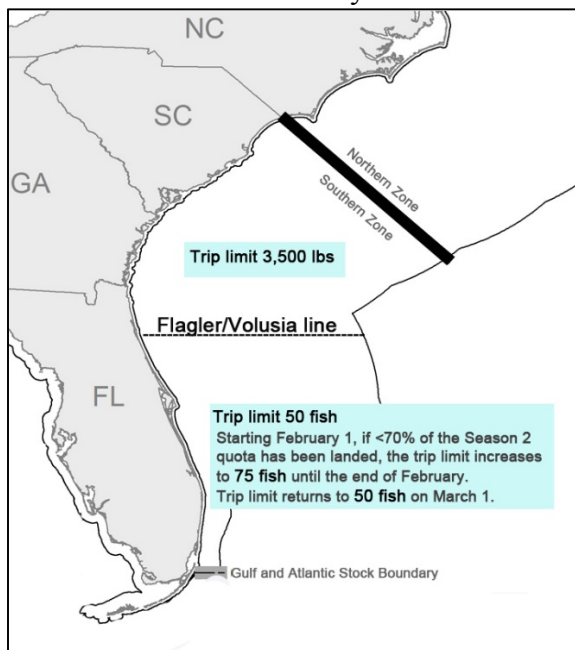 NC
SC
GA
Northern Zone
Southern Zone
Trip limit 3,500 lbs
Flagler/Volusia line
FL
Trip limit 50 fish
Starting February 1, if <70% of the Season 2
quota has been landed, the trip limit increases
to 75 fish until the end of February.
Trip limit returns to 50 fish on March 1.
Gulf and Atlantic Stock Boundary